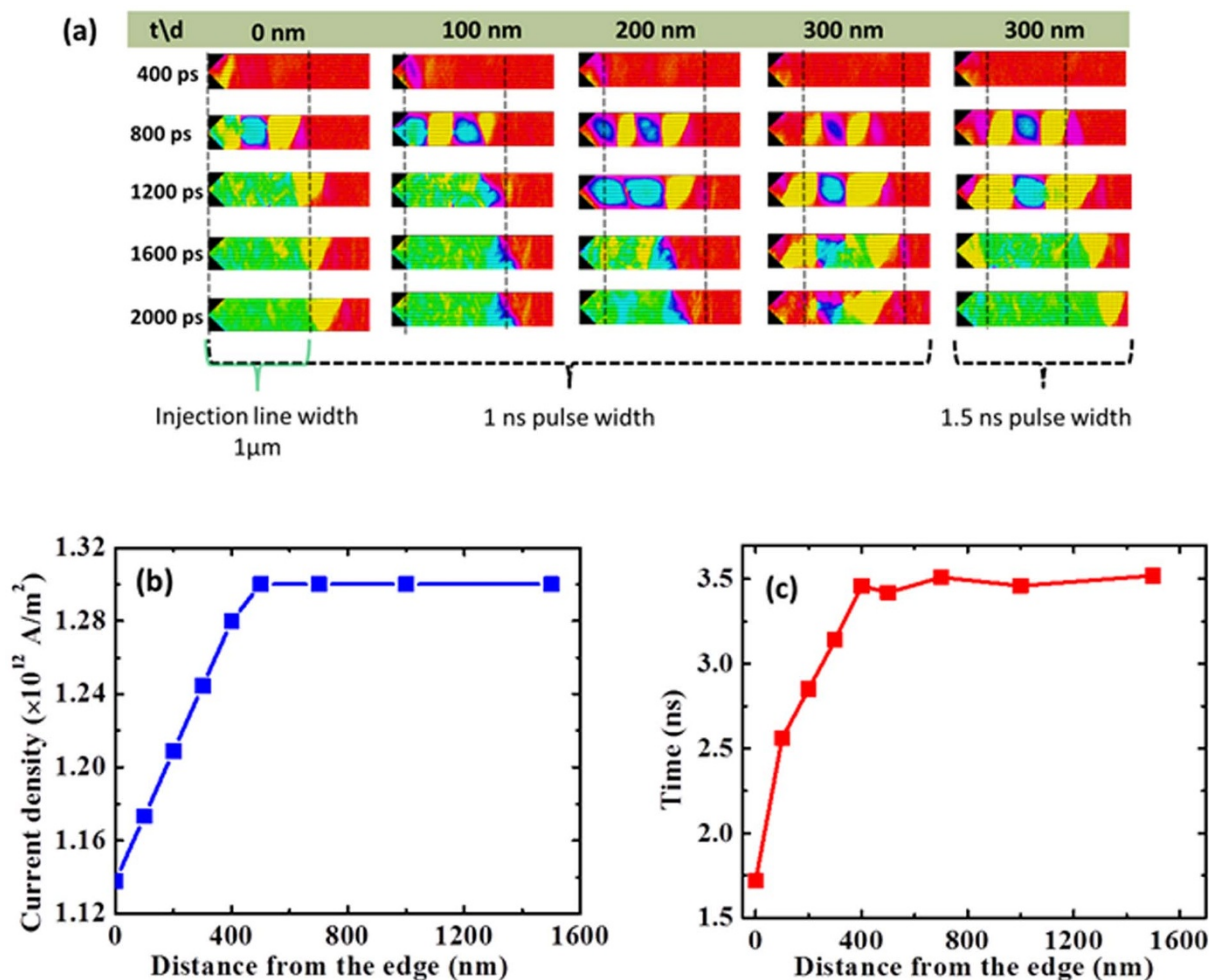 (a)
t\d 0 nm 100 nm 200 nm 300 nm 300 nm
400 ps
800 ps
1200 ps
1600 ps
2000 ps
Injection line width
1μm
1 ns pulse width
1.5 ns pulse width
(b)
Current density (×10¹² A/m²)
1.32
1.28
1.24
1.20
1.16
1.12
0 400 800 1200 1600
Distance from the edge (nm)
(c)
Time (ns)
3.5
3.0
2.5
2.0
1.5
0 400 800 1200 1600
Distance from the edge (nm)